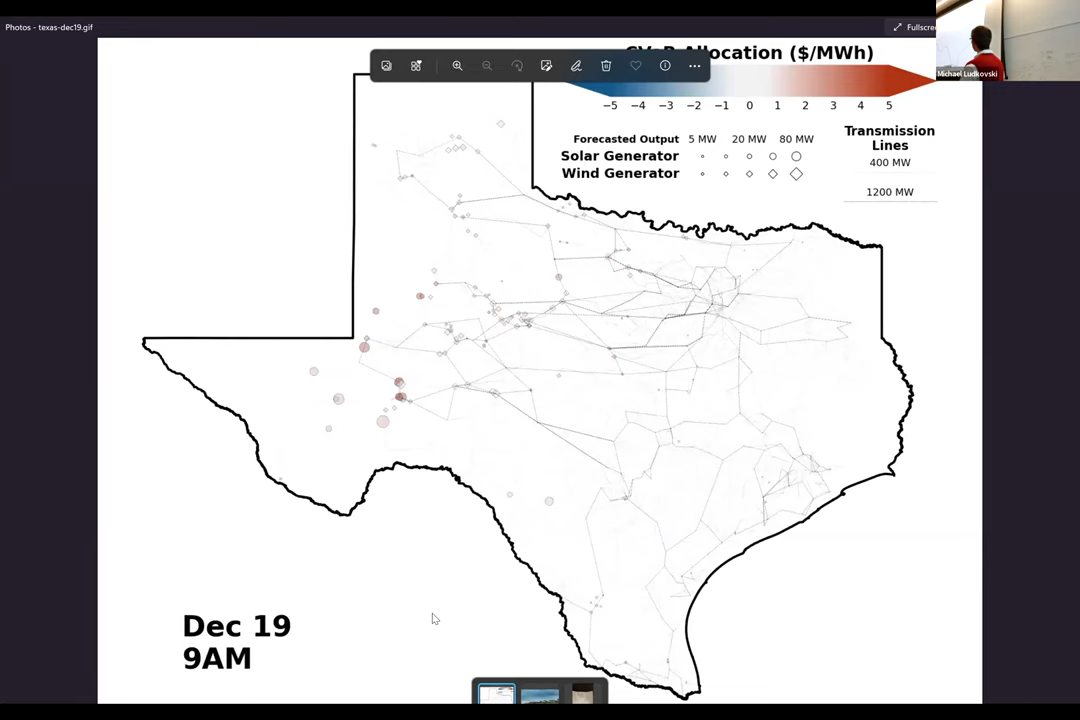 Photos - texas-dec19.gif
Fullscre
Michael Ludkovski
Allocation ($/MWh)
−5 −4 −3 −2 −1 0 1 2 3 4 5
Forecasted Output 5 MW 20 MW 80 MW
Solar Generator
Wind Generator
Transmission
Lines
400 MW
1200 MW
Dec 19
9AM